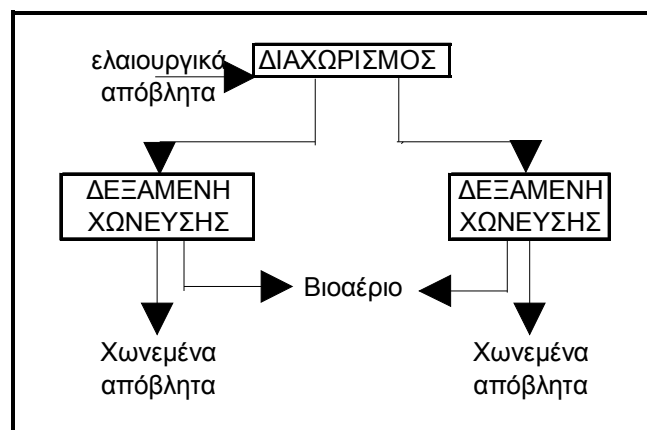 ελαιουργικά
απόβλητα
ΔΙΑΧΩΡΙΣΜΟΣ
ΔΕΞΑΜΕΝΗ
ΧΩΝΕΥΣΗΣ
ΔΕΞΑΜΕΝΗ
ΧΩΝΕΥΣΗΣ
Βιοαέριο
Χωνεμένα
απόβλητα
Χωνεμένα
απόβλητα